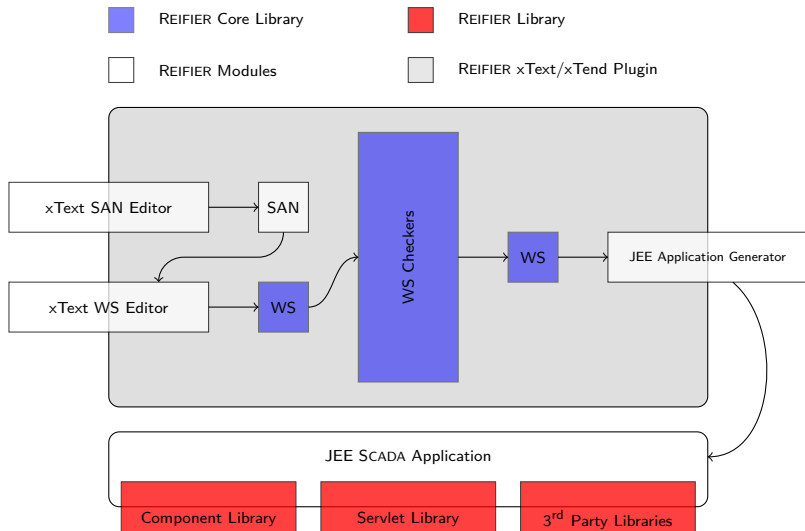 REIFIER Core Library
REIFIER Library
REIFIER Modules
REIFIER xText/xTend Plugin
xText SAN Editor
SAN
xText WS Editor
WS
WS Checkers
WS
JEE Application Generator
JEE SCADA Application
Component Library
Servlet Library
3rd Party Libraries